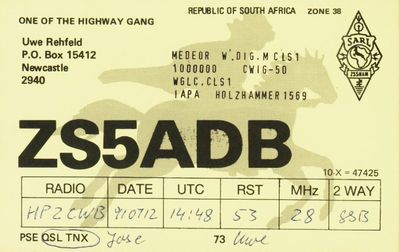 REPUBLIC OF SOUTH AFRICA ZONE 38
ONE OF THE HIGHWAY GANG
Uwe Rehfeld
P.O. Box 15412
Newcastle
2940
MEDEOR W.DIG.M CLS1
1000000 CWIG-50
WGLC.CLS1
IAPA HOLZHAMMER 1569
SARL
ZS5ADB
10-X = 47425
RADIO DATE UTC RST MHz 2 WAY
HP2CWB 910712 14:48 53 28 SSB
PSE QSL TNX Jose 73 Uwe